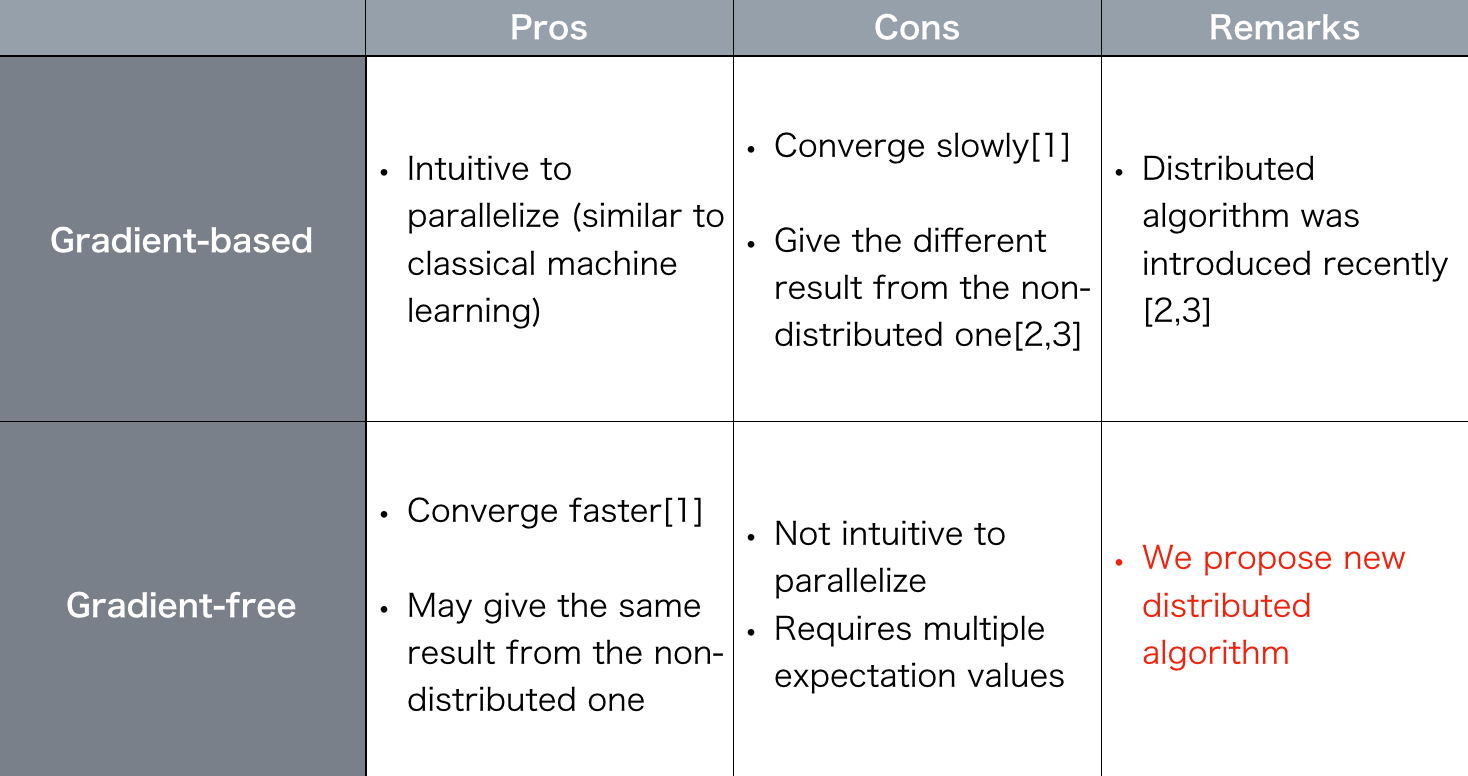 Pros
Cons
Remarks
Gradient-based
• Intuitive to
parallelize (similar to
classical machine
learning)
• Converge slowly[1]
• Give the different
result from the non-
distributed one[2,3]
• Distributed
algorithm was
introduced recently
[2,3]
Gradient-free
• Converge faster[1]
• May give the same
result from the non-
distributed one
• Not intuitive to
parallelize
• Requires multiple
expectation values
• We propose new
distributed
algorithm